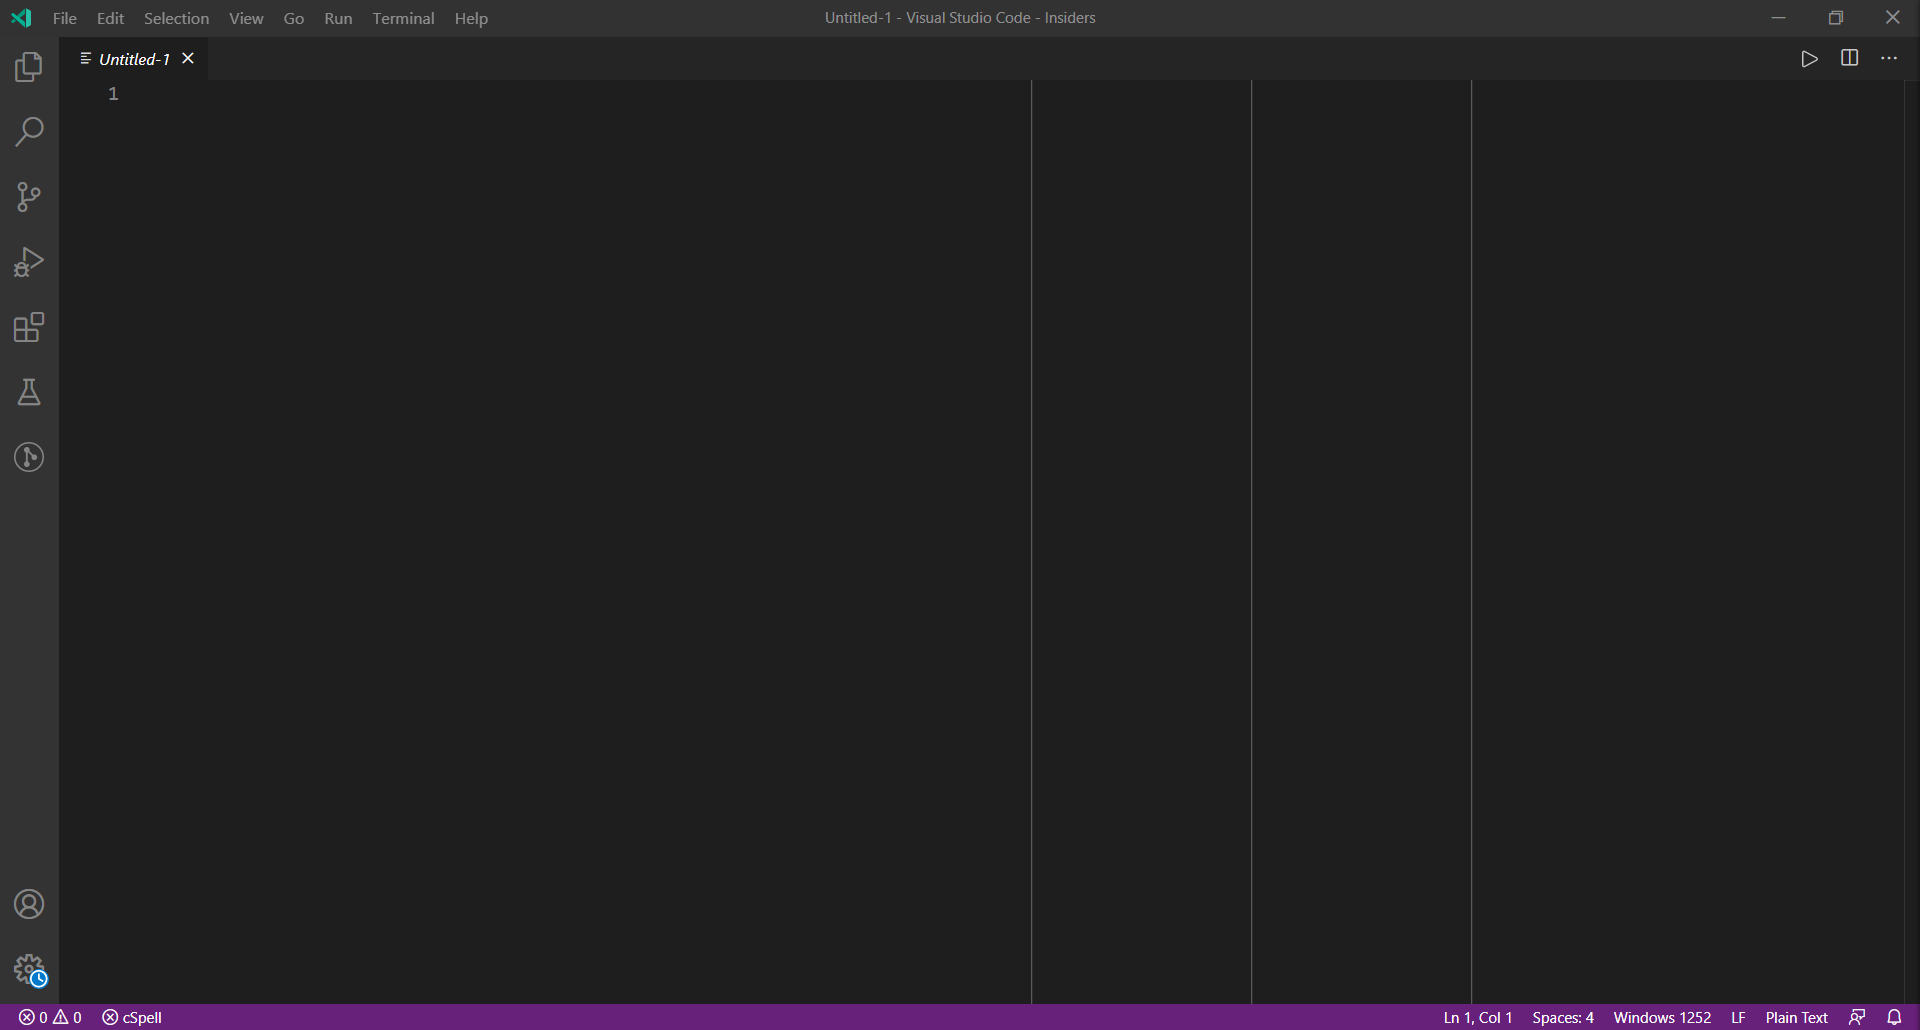 File Edit Selection View Go Run Terminal Help
Untitled-1 - Visual Studio Code - Insiders
Untitled-1
1
0 0 cSpell
Ln 1, Col 1 Spaces: 4 Windows 1252 LF Plain Text